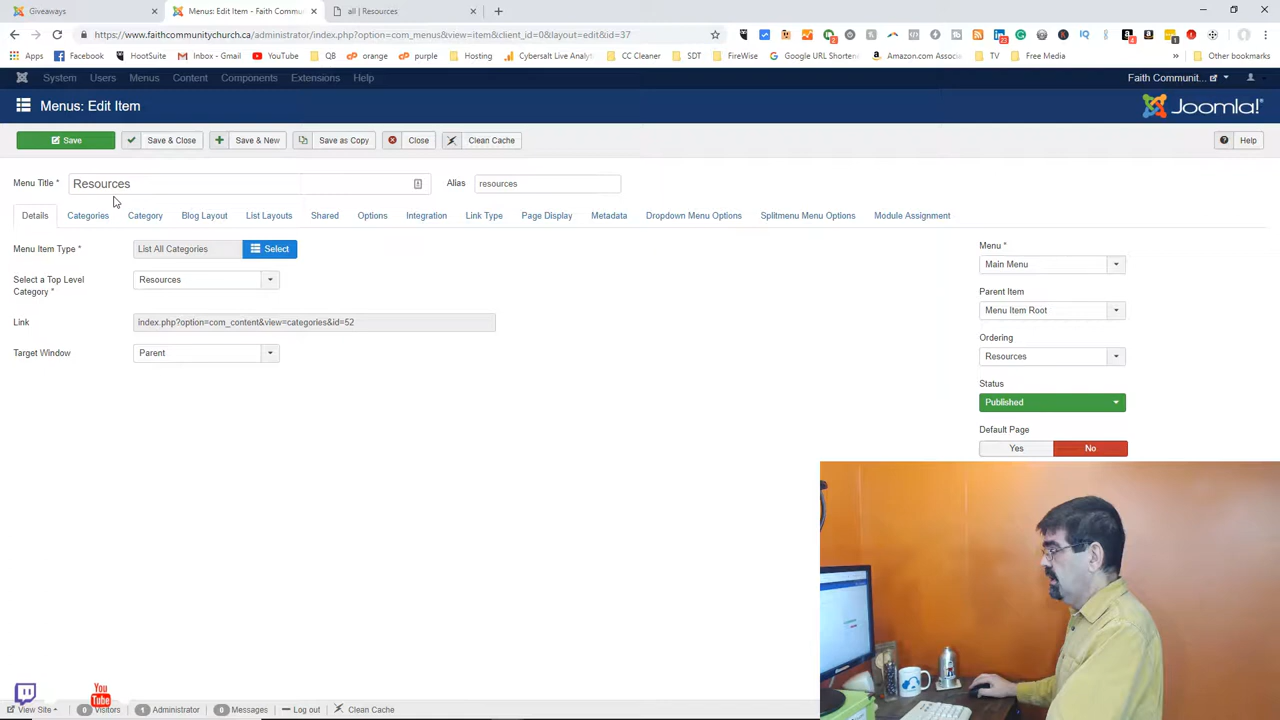 Giveaways
Menus: Edit Item - Faith Commu
all | Resources
https://www.faithcommunitychurch.ca/administrator/index.php?option=com_menus&view=item&client_id=0&layout=edit&id=37
Apps
Facebook
HootSuite
Inbox - Gmail
YouTube
QB
orange
purple
Hosting
Cybersalt Live Analy
CC Cleaner
SDT
FireWise
Google URL Shorten
Amazon.com Associ
TV
Free Media
»
Other bookmarks
System
Users
Menus
Content
Components
Extensions
Help
Faith Communit...
Menus: Edit Item
Joomla!
Save
Save & Close
Save & New
Save as Copy
Close
Clean Cache
Help
Menu Title *
Resources
Alias
resources
Details
Categories
Category
Blog Layout
List Layouts
Shared
Options
Integration
Link Type
Page Display
Metadata
Dropdown Menu Options
Splitmenu Menu Options
Module Assignment
Menu Item Type *
List All Categories
Select
Select a Top Level
Category *
Resources
Link
index.php?option=com_content&view=categories&id=52
Target Window
Parent
Menu *
Main Menu
Parent Item
Menu Item Root
Ordering
Resources
Status
Published
Default Page
Yes
No
You
Tube
View Site
0 Visitors
1 Administrator
0 Messages
Log out
Clean Cache